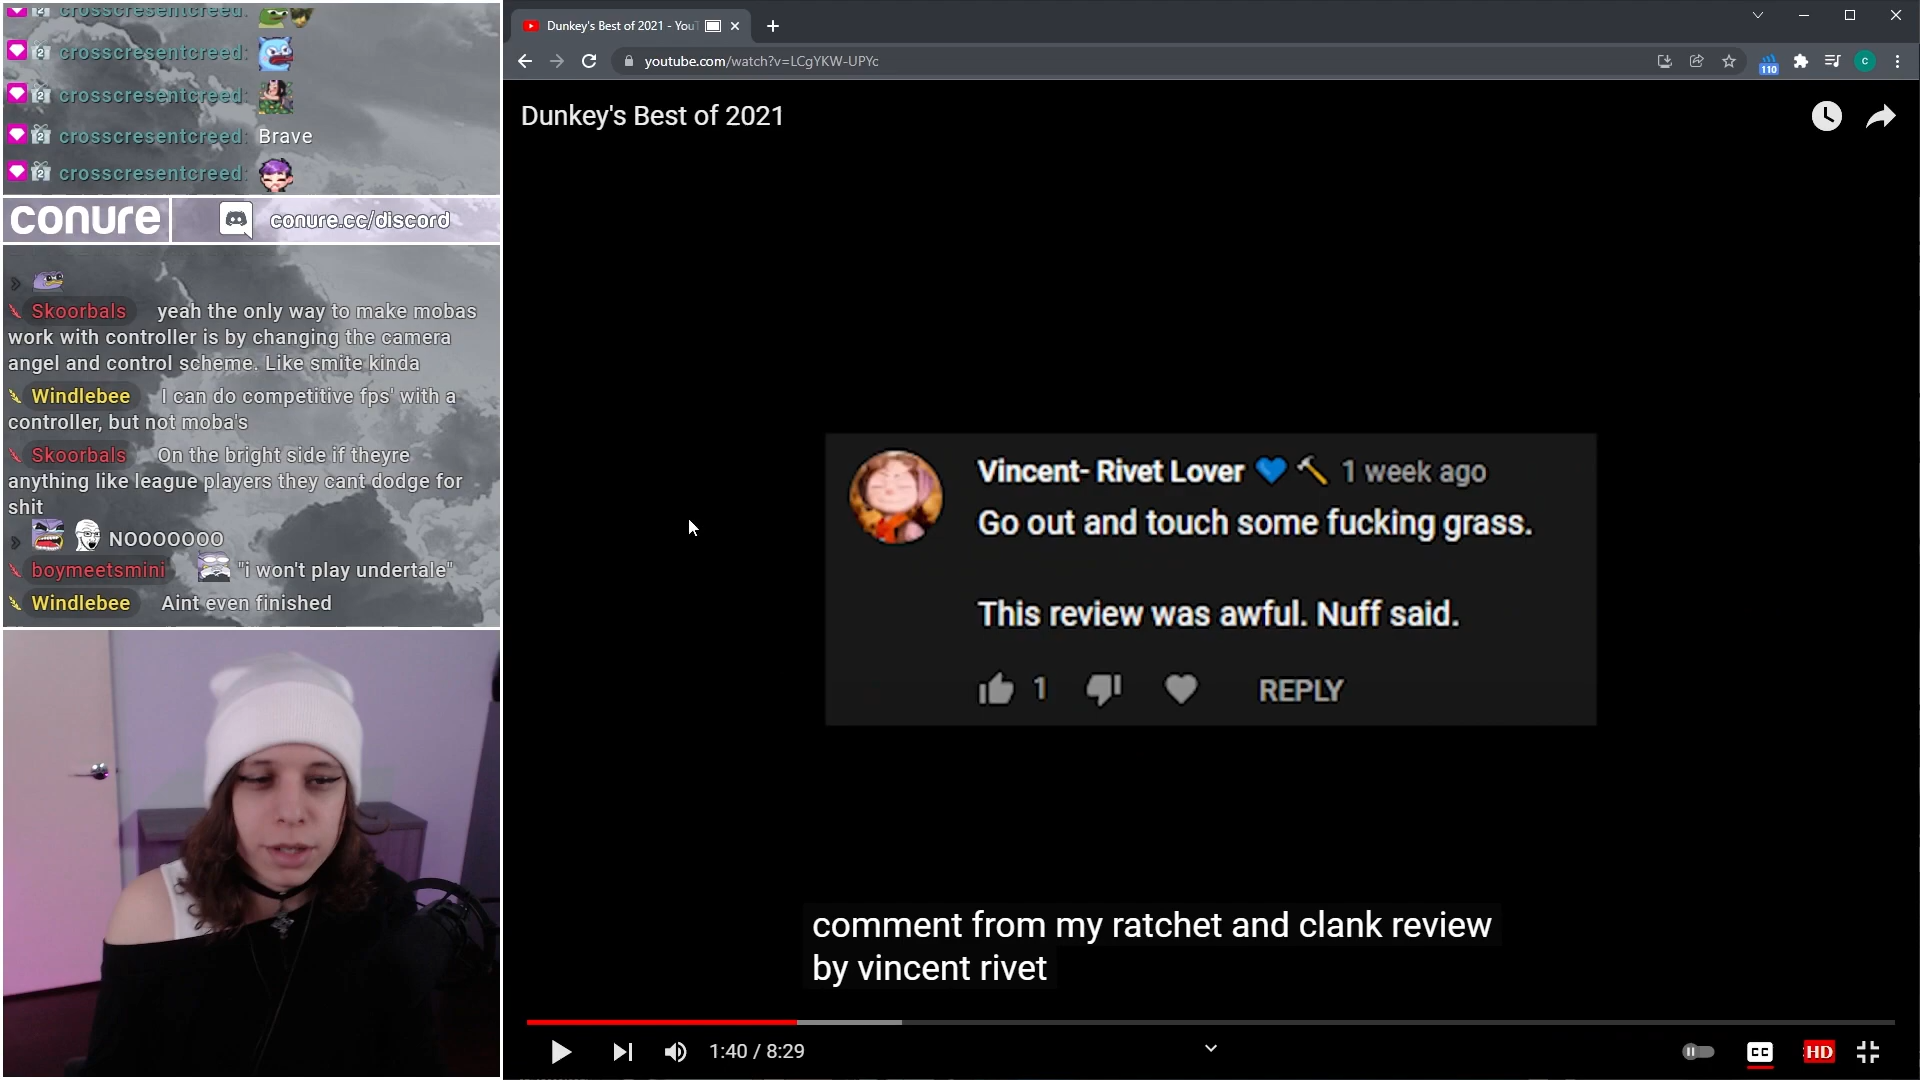 crosscresentcreed:
crosscresentcreed:
crosscresentcreed:
crosscresentcreed: Brave
crosscresentcreed:
conure
conure.cc/discord
Skoorbals yeah the only way to make mobas
work with controller is by changing the camera
angel and control scheme. Like smite kinda
Windlebee I can do competitive fps' with a
controller, but not moba's
Skoorbals On the bright side if theyre
anything like league players they cant dodge for
shit
NOOOOOOO
boymeetsmini "i won't play undertale"
Windlebee Aint even finished
Dunkey's Best of 2021 - You
youtube.com/watch?v=LCgYKW-UPYc
110
C
Dunkey's Best of 2021
Vincent- Rivet Lover 1 week ago
Go out and touch some fucking grass.
This review was awful. Nuff said.
1 REPLY
comment from my ratchet and clank review
by vincent rivet
1:40 / 8:29
CC
HD